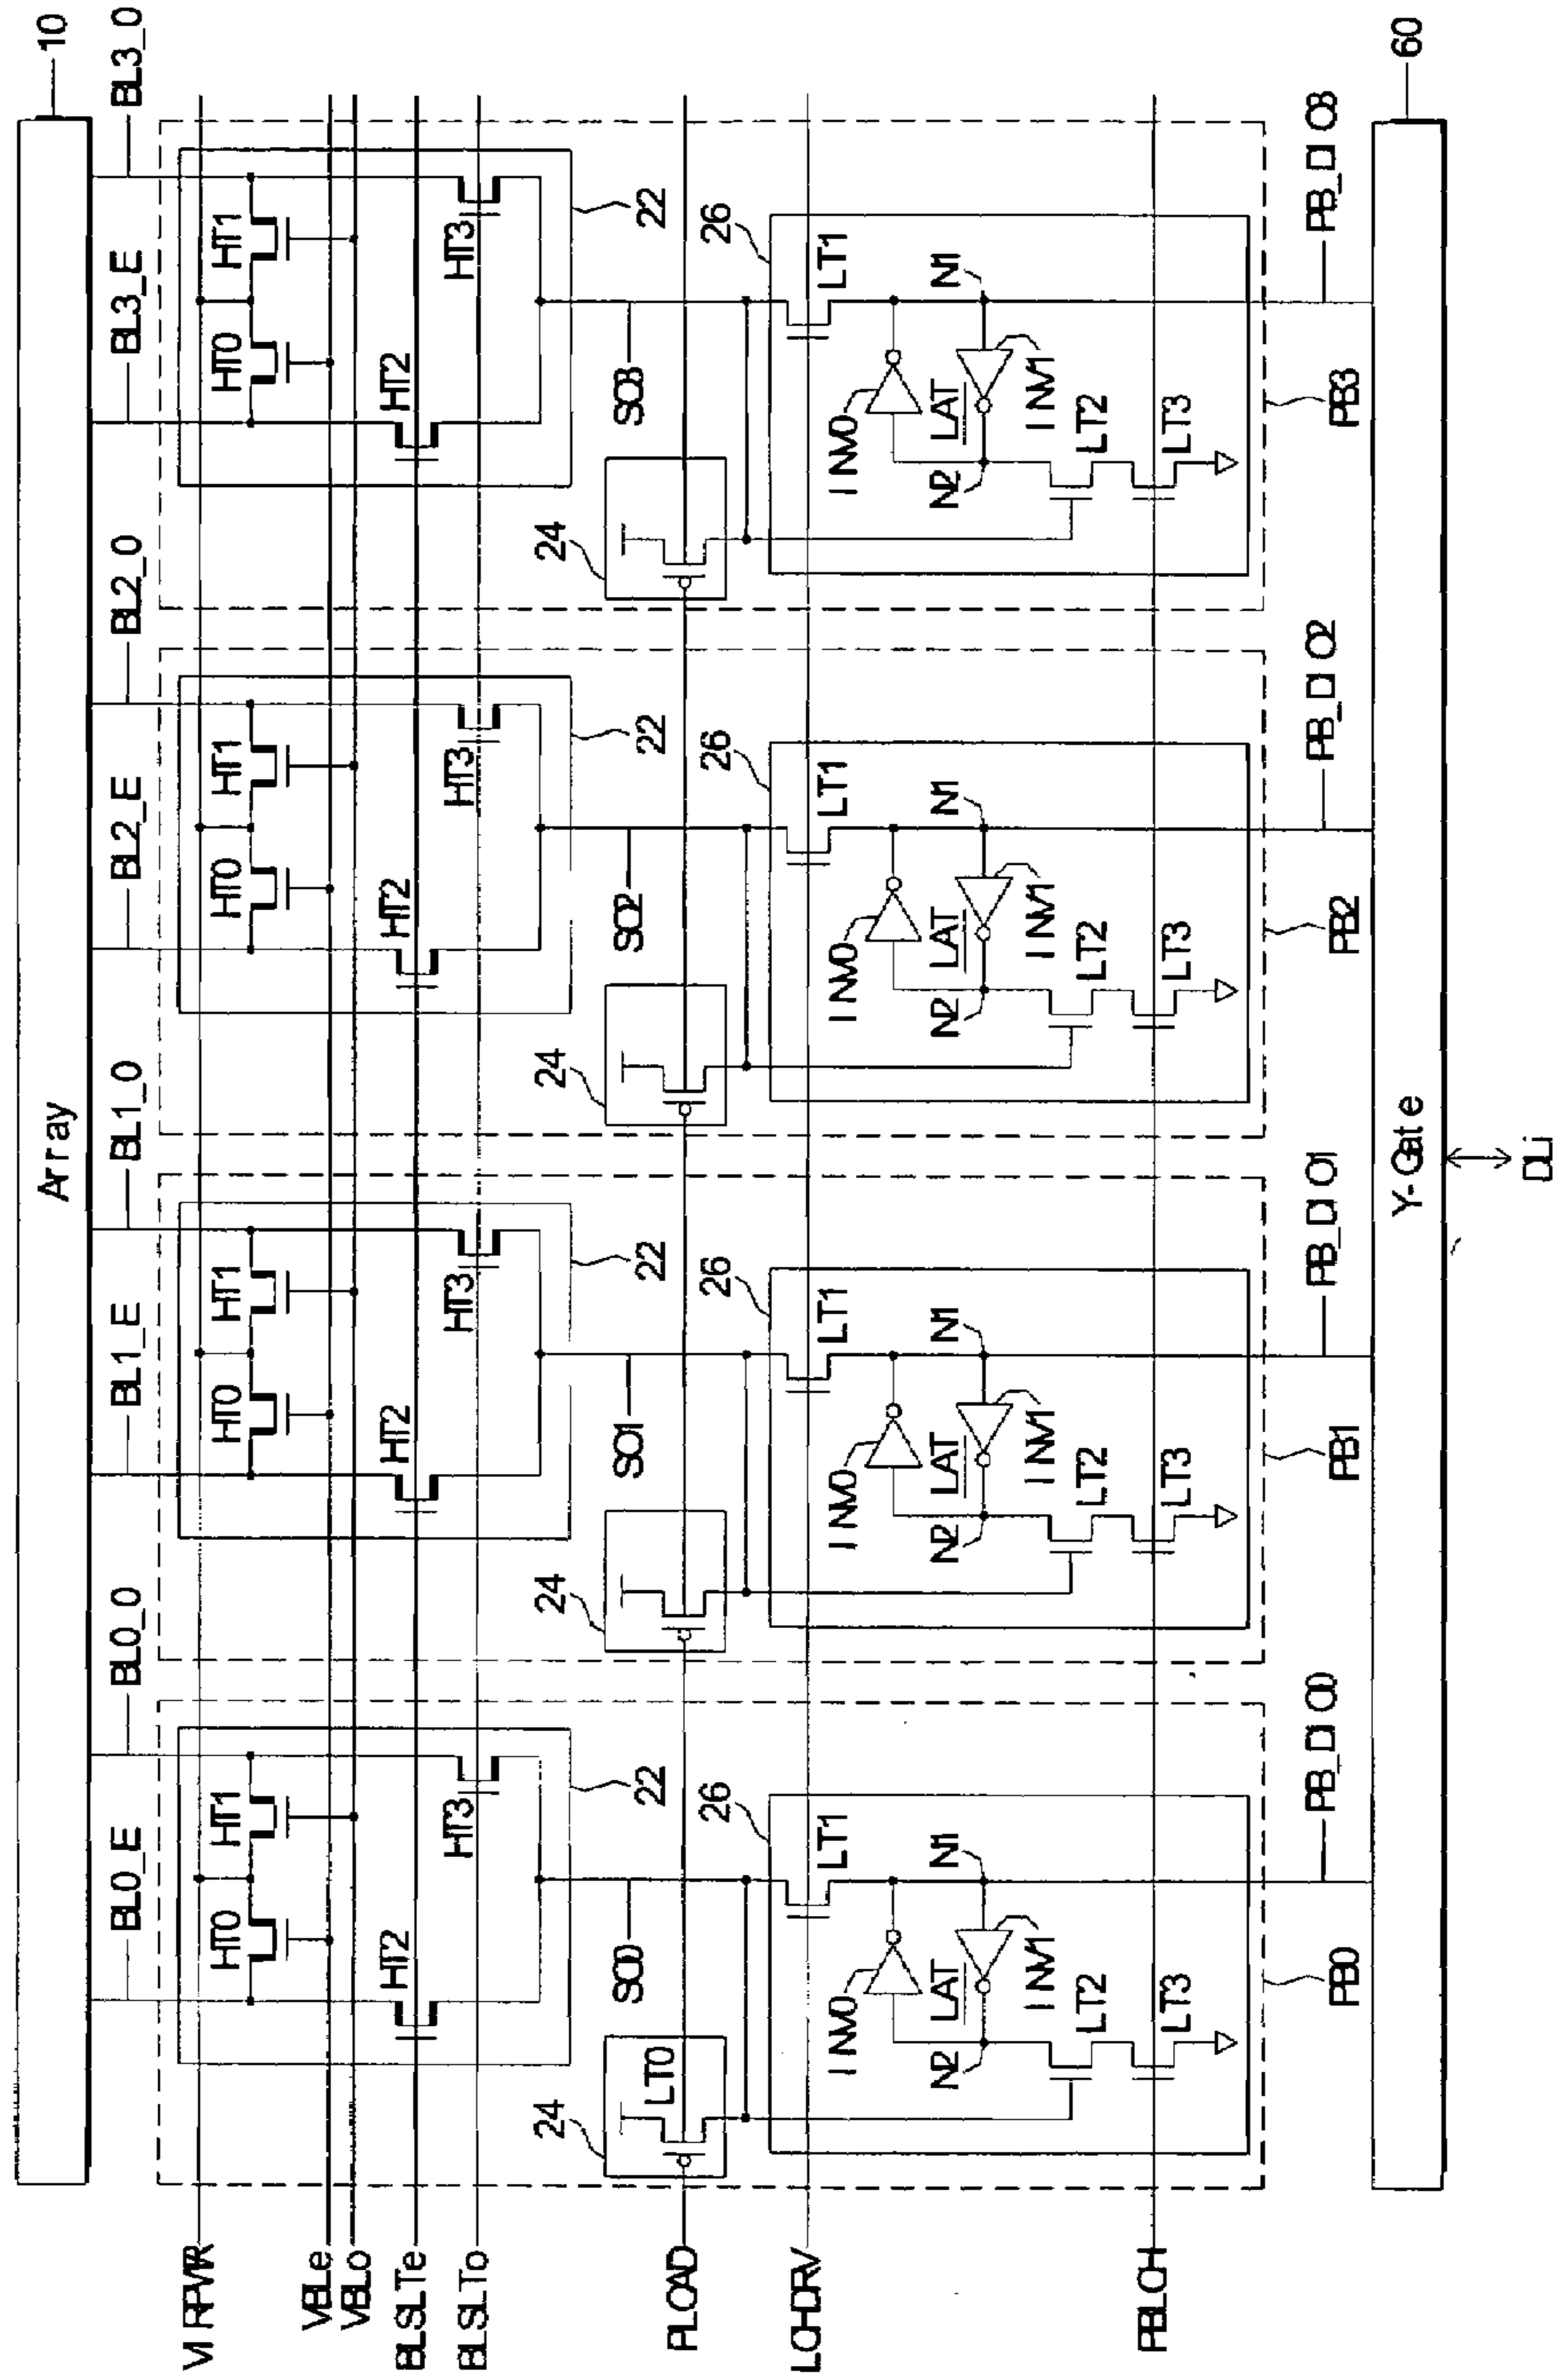 Array
10
BL0_E
BL0_O
BL1_E
BL1_O
BL2_E
BL2_O
BL3_E
BL3_O
VIRPWR
HT0 HT1 HT0 HT1 HT0 HT1 HT0 HT1
VBLe
VBLo
BLSLTe
HT2 HT2 HT2 HT2
BLSLTo
HT3 HT3 HT3 HT3
22 22 22 22
24 24 24 24
SO0 SO1 SO2 SO3
LT0
PLOAD
26 26 26 26
LCHDRV
LT1 LT1 LT1 LT1
INV0 INV0 INV0 INV0
LAT LAT LAT LAT
N2 N1 N2 N1 N2 N1 N2 N1
INV1 INV1 INV1 INV1
LT2 LT2 LT2 LT2
PBLCH
LT3 LT3 LT3 LT3
PB0 PB_DIO0
PB1 PB_DIO1
PB2 PB_DIO2
PB3 PB_DIO3
Y-Gate
60
DLi